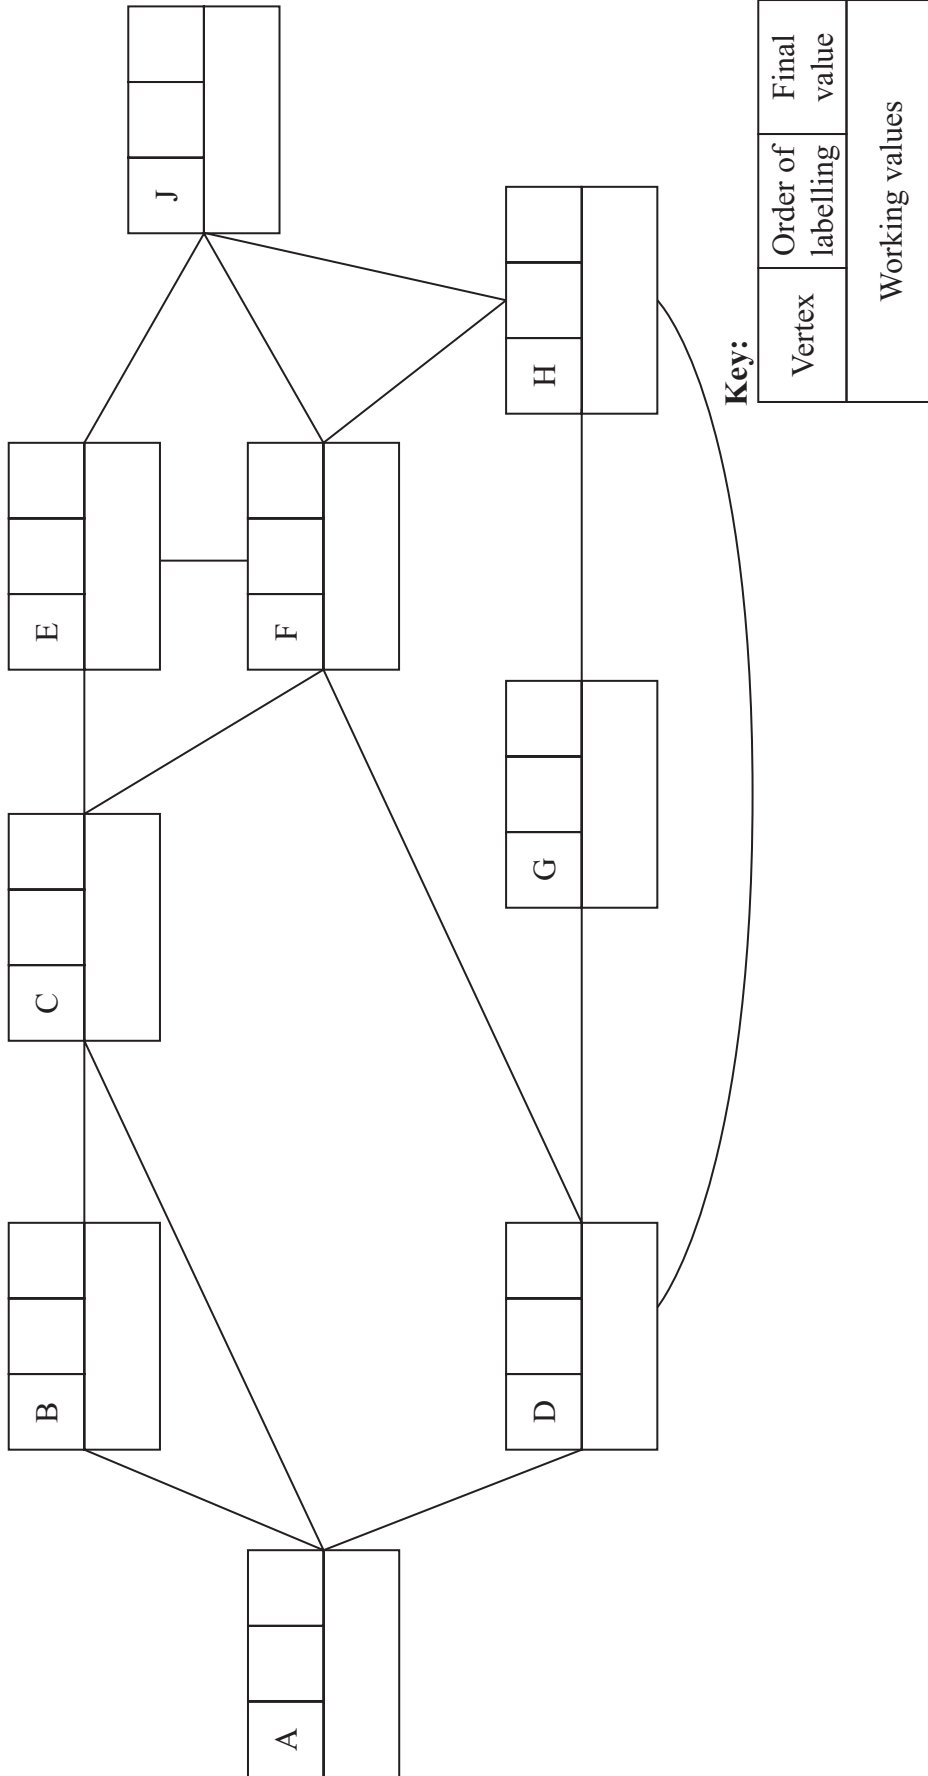 B
C
E
J
A
F
D
G
H
Key:
Vertex
Order of
labelling
Final
value
Working values